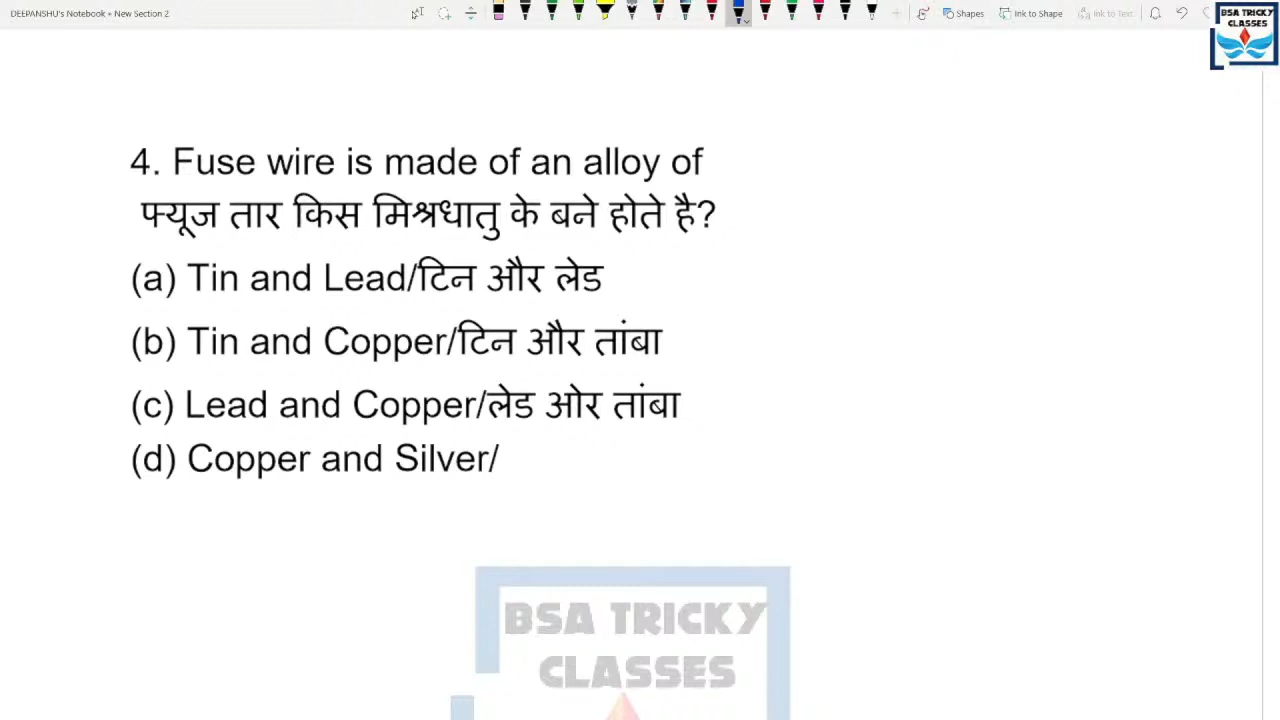 DEEPANSHU's Notebook » New Section 2
Shapes
Ink to Shape
Ink to Text
BSA TRICKY
CLASSES
4. Fuse wire is made of an alloy of
फ्यूज तार किस मिश्रधातु के बने होते है?
(a) Tin and Lead/टिन और लेड
(b) Tin and Copper/टिन और तांबा
(c) Lead and Copper/लेड ओर तांबा
(d) Copper and Silver/
BSA TRICKY
CLASSES